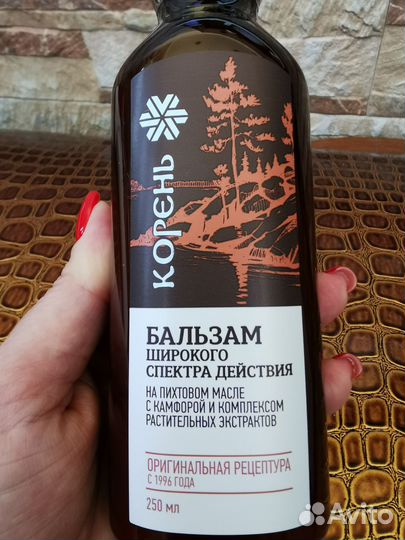 КОРЕНЬ
БАЛЬЗАМ
ШИРОКОГО
СПЕКТРА ДЕЙСТВИЯ
НА ПИХТОВОМ МАСЛЕ
С КАМФОРОЙ И КОМПЛЕКСОМ
РАСТИТЕЛЬНЫХ ЭКСТРАКТОВ
ОРИГИНАЛЬНАЯ РЕЦЕПТУРА
С 1996 ГОДА
250 мл
Avito